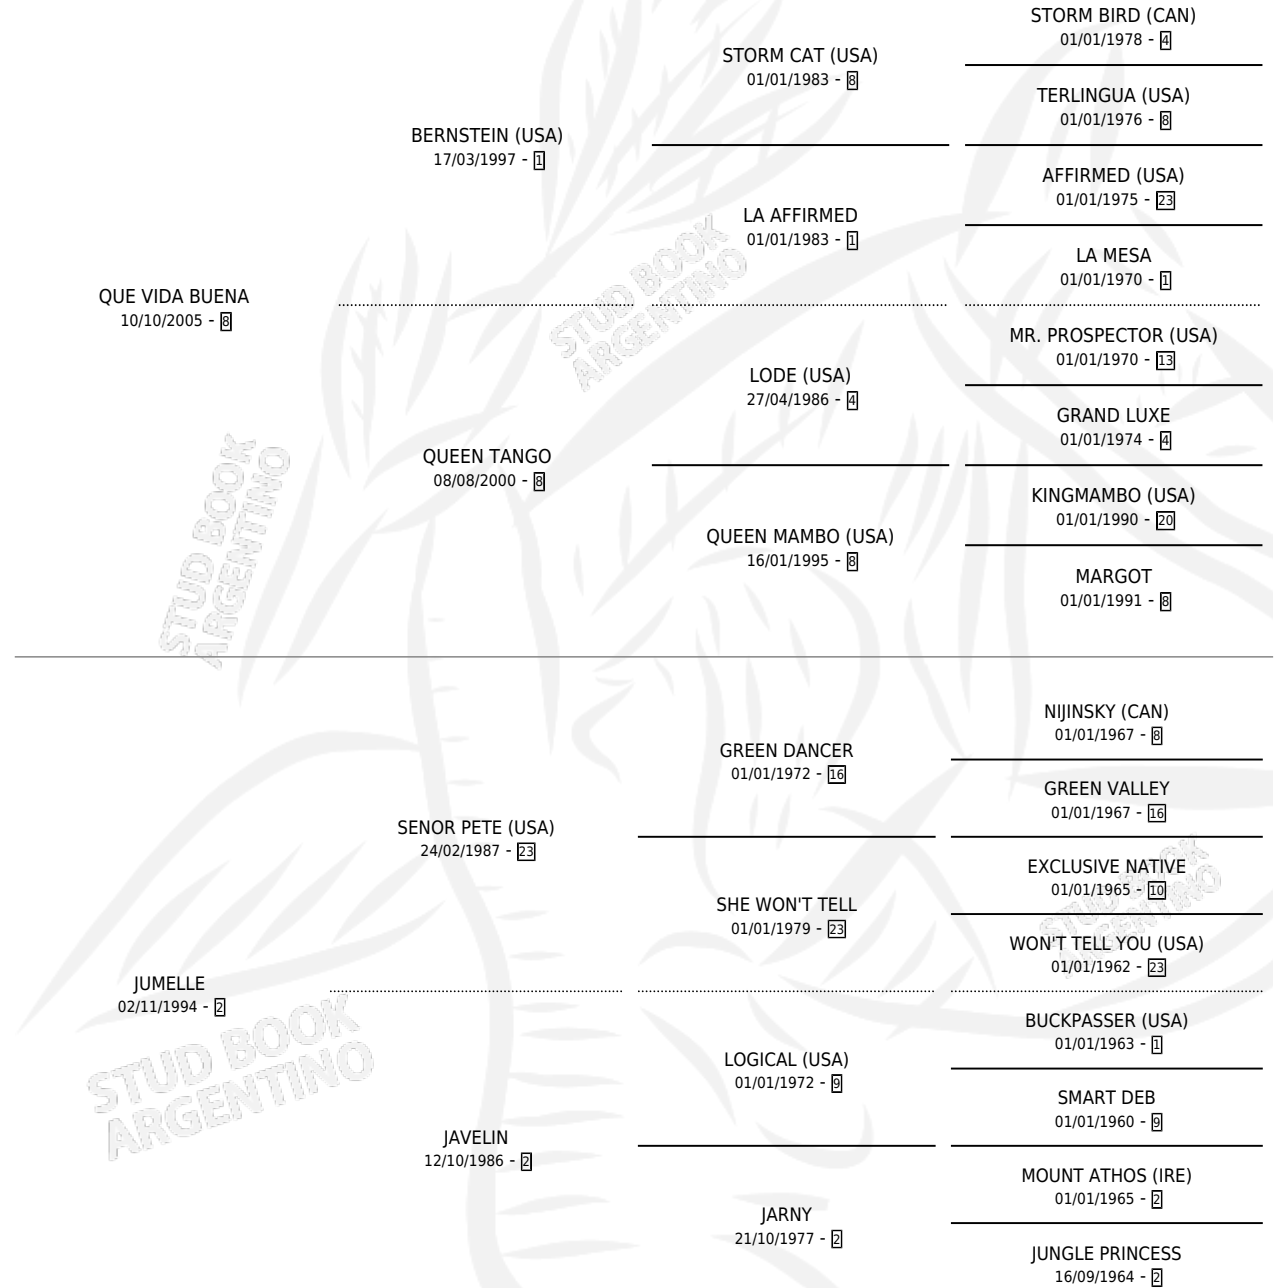 STORM BIRD (CAN)
01/01/1978 - 4
STORM CAT (USA)
01/01/1983 - 8
TERLINGUA (USA)
01/01/1976 - 8
BERNSTEIN (USA)
17/03/1997 - 1
AFFIRMED (USA)
01/01/1975 - 23
LA AFFIRMED
01/01/1983 - 1
LA MESA
01/01/1970 - 1
QUE VIDA BUENA
10/10/2005 - 8
MR. PROSPECTOR (USA)
01/01/1970 - 13
LODE (USA)
27/04/1986 - 4
GRAND LUXE
01/01/1974 - 4
QUEEN TANGO
08/08/2000 - 8
KINGMAMBO (USA)
01/01/1990 - 20
QUEEN MAMBO (USA)
16/01/1995 - 8
MARGOT
01/01/1991 - 8
NIJINSKY (CAN)
01/01/1967 - 8
GREEN DANCER
01/01/1972 - 16
GREEN VALLEY
01/01/1967 - 16
SENOR PETE (USA)
24/02/1987 - 23
EXCLUSIVE NATIVE
01/01/1965 - 10
SHE WON'T TELL
01/01/1979 - 23
WON'T TELL YOU (USA)
01/01/1962 - 23
JUMELLE
02/11/1994 - 2
BUCKPASSER (USA)
01/01/1963 - 1
LOGICAL (USA)
01/01/1972 - 9
SMART DEB
01/01/1960 - 9
JAVELIN
12/10/1986 - 2
MOUNT ATHOS (IRE)
01/01/1965 - 2
JARNY
21/10/1977 - 2
JUNGLE PRINCESS
16/09/1964 - 2
STUD BOOK
ARGENTINO
STUD BOOK
ARGENTINO
STUD BOOK
ARGENTINO
STUD BOOK
ARGENTINO